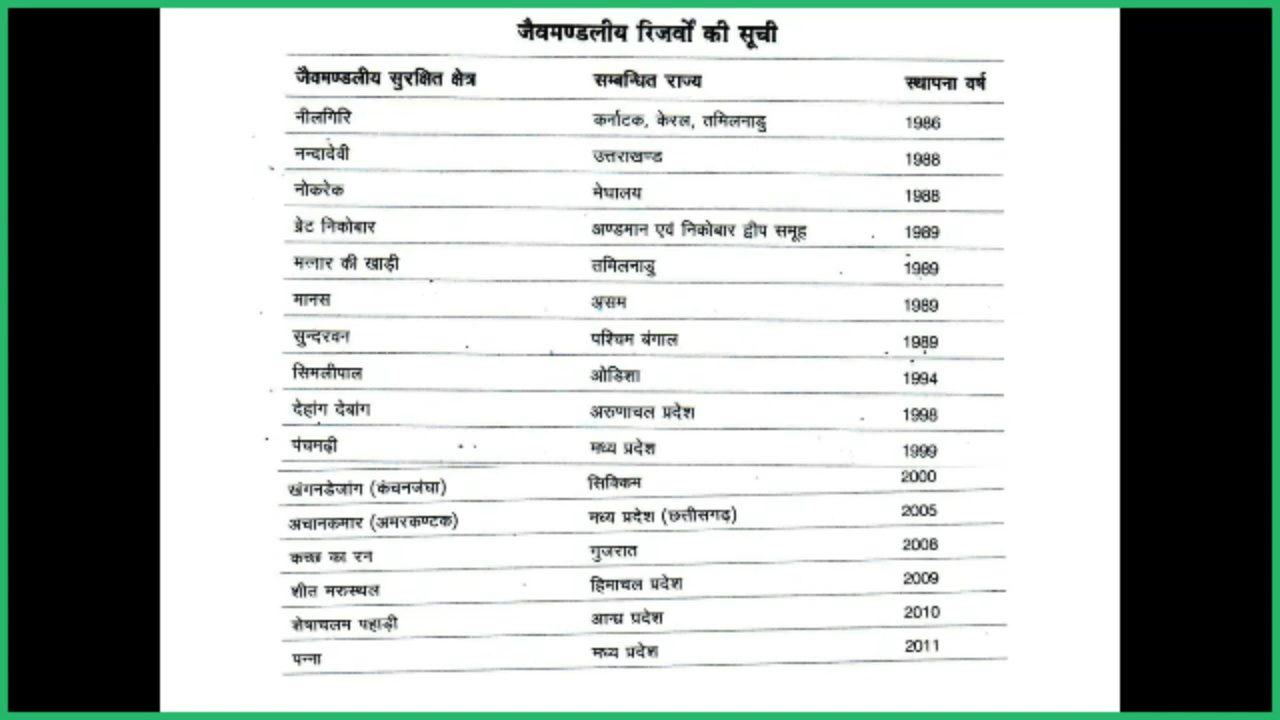 जैवमण्डलीय रिजर्वों की सूची
जैवमण्डलीय सुरक्षित क्षेत्र सम्बन्धित राज्य स्थापना वर्ष
नीलगिरि कर्नाटक, केरल, तमिलनाडु 1986
नन्दादेवी उत्तराखण्ड 1988
नोकरेक मेघालय 1988
ग्रेट निकोबार अण्डमान एवं निकोबार द्वीप समूह 1989
मन्नार की खाड़ी तमिलनाडु 1989
मानस असम 1989
सुन्दरवन पश्चिम बंगाल 1989
सिमलीपाल ओडिशा 1994
देहांग देबांग अरुणाचल प्रदेश 1998
पंचमढ़ी मध्य प्रदेश 1999
खंगनडेजांग (कंचनजंघा) सिक्किम 2000
अचानकमार (अमरकण्टक) मध्य प्रदेश (छत्तीसगढ़) 2005
कच्छ का रन गुजरात 2008
शीत मरुस्थल हिमाचल प्रदेश 2009
शेषाचलम पहाड़ी आन्ध्र प्रदेश 2010
पन्ना मध्य प्रदेश 2011